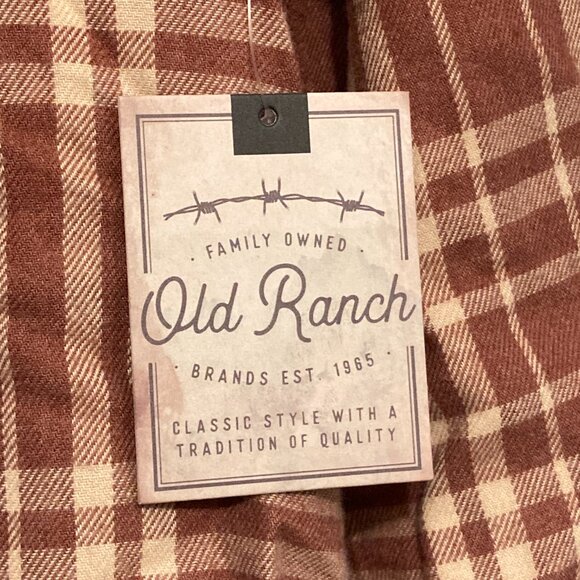 · FAMILY OWNED ·
Old Ranch
· BRANDS EST. 1965 ·
CLASSIC STYLE WITH A
TRADITION OF QUALITY